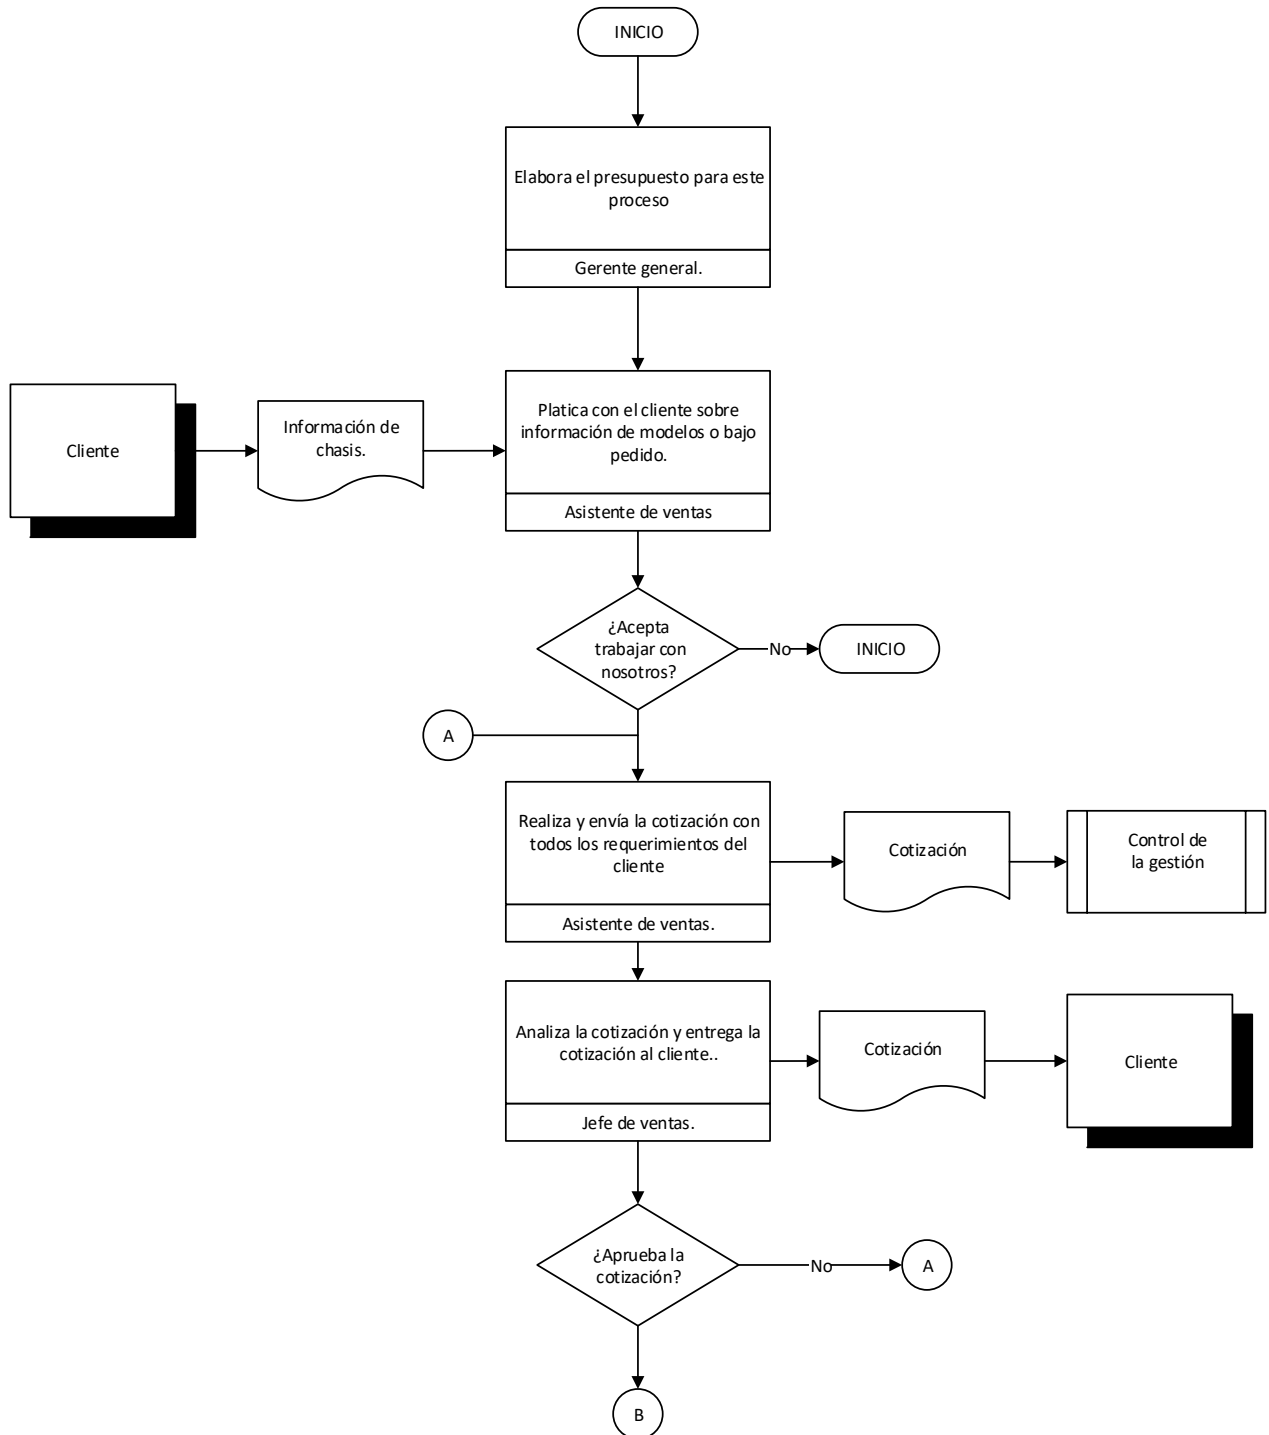 INICIO
Elabora el presupuesto para este
proceso
Gerente general.
Cliente
Información de
chasis.
Platica con el cliente sobre
información de modelos o bajo
pedido.
Asistente de ventas
¿Acepta
trabajar con
nosotros?
No
INICIO
A
Realiza y envía la cotización con
todos los requerimientos del
cliente
Asistente de ventas.
Cotización
Control de
la gestión
Analiza la cotización y entrega la
cotización al cliente..
Jefe de ventas.
Cotización
Cliente
¿Aprueba la
cotización?
No
A
B